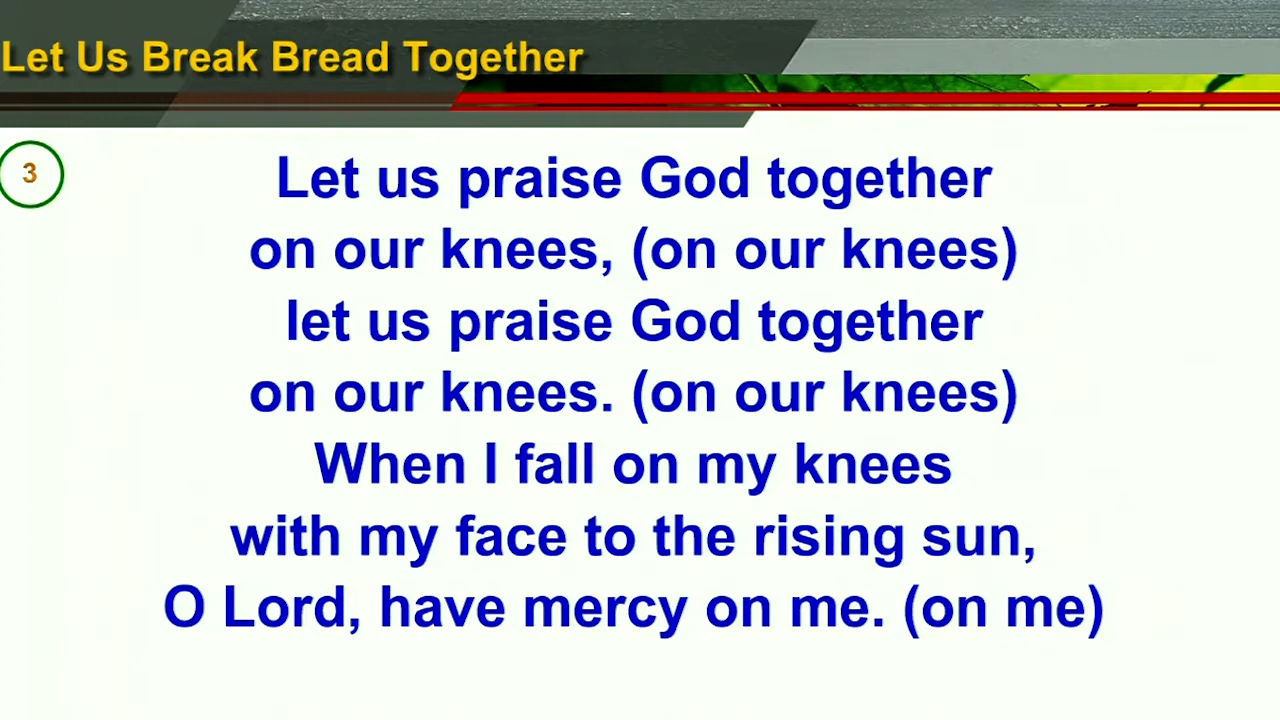 Let Us Break Bread Together
3
Let us praise God together
on our knees, (on our knees)
let us praise God together
on our knees. (on our knees)
When I fall on my knees
with my face to the rising sun,
O Lord, have mercy on me. (on me)